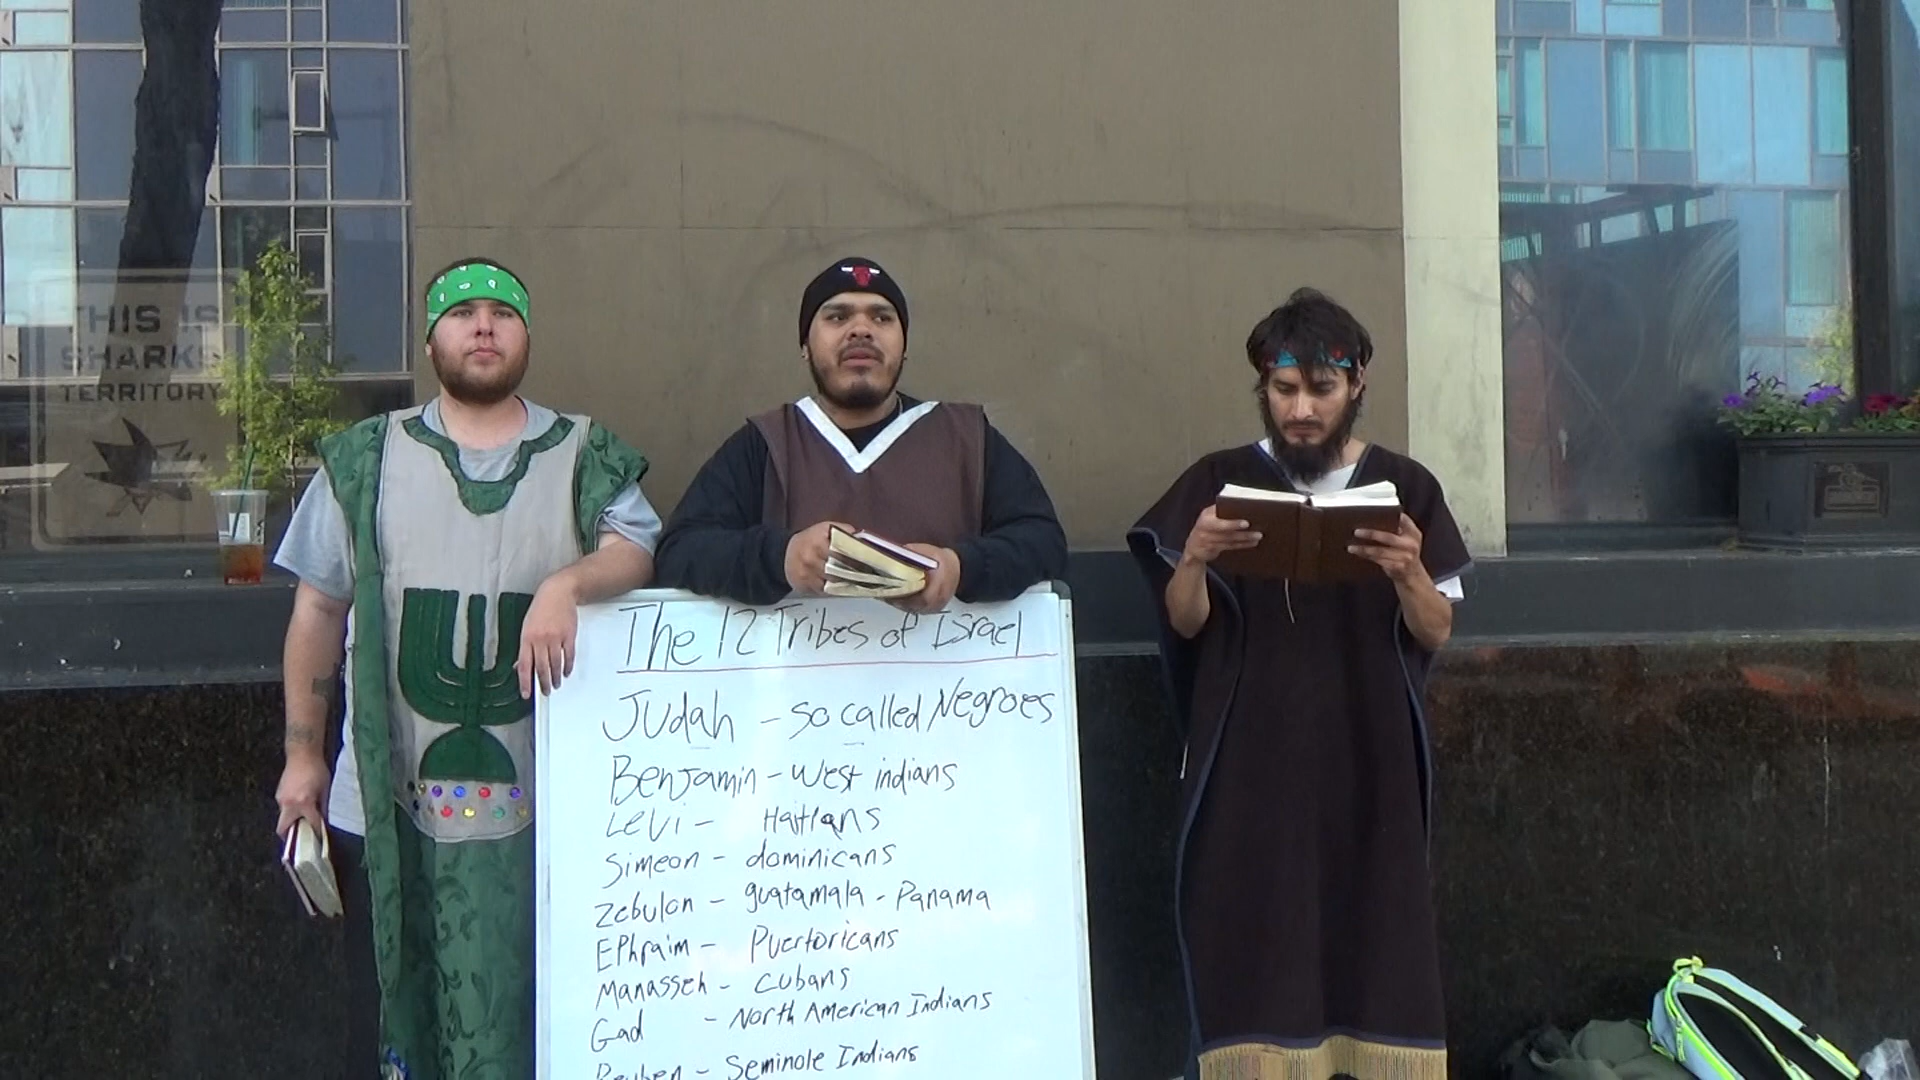 THIS IS
SHARKS
TERRITORY
The 12 Tribes of Israel
Judah - so called Negroes
Benjamin - West indians
Levi - Haitians
Simeon - dominicans
Zebulon - guatamala - Panama
Ephraim - Puertoricans
Manasseh - Cubans
Gad - North American Indians
Reuben - Seminole Indians